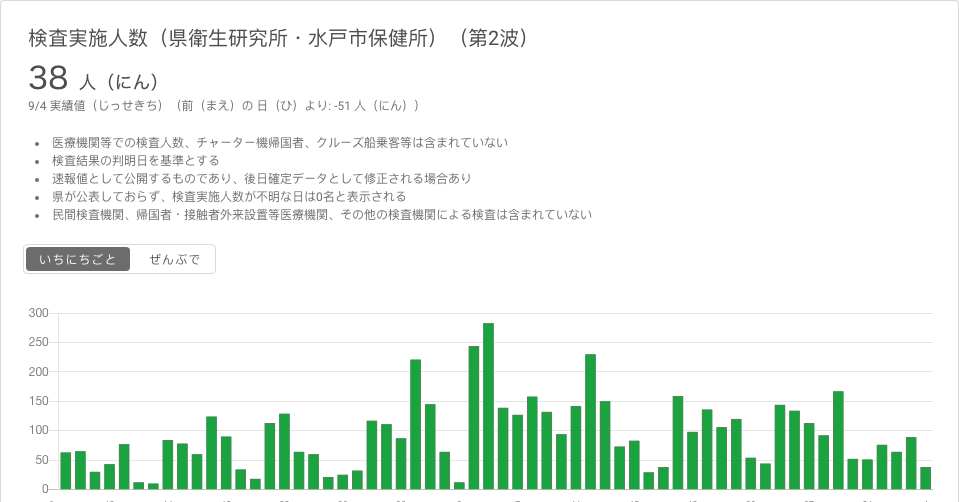 検査実施人数（県衛生研究所・水戸市保健所）（第2波）
38 人（にん）
9/4 実績値（じっせきち）（前（まえ）の 日（ひ）より: -51 人（にん））
• 医療機関等での検査人数、チャーター機帰国者、クルーズ船乗客等は含まれていない
• 検査結果の判明日を基準とする
• 速報値として公開するものであり、後日確定データとして修正される場合あり
• 県が公表しておらず、検査実施人数が不明な日は0名と表示される
• 民間検査機関、帰国者・接触者外来設置等医療機関、その他の検査機関による検査は含まれていない
いちにちごと ぜんぶで
300
250
200
150
100
50
0